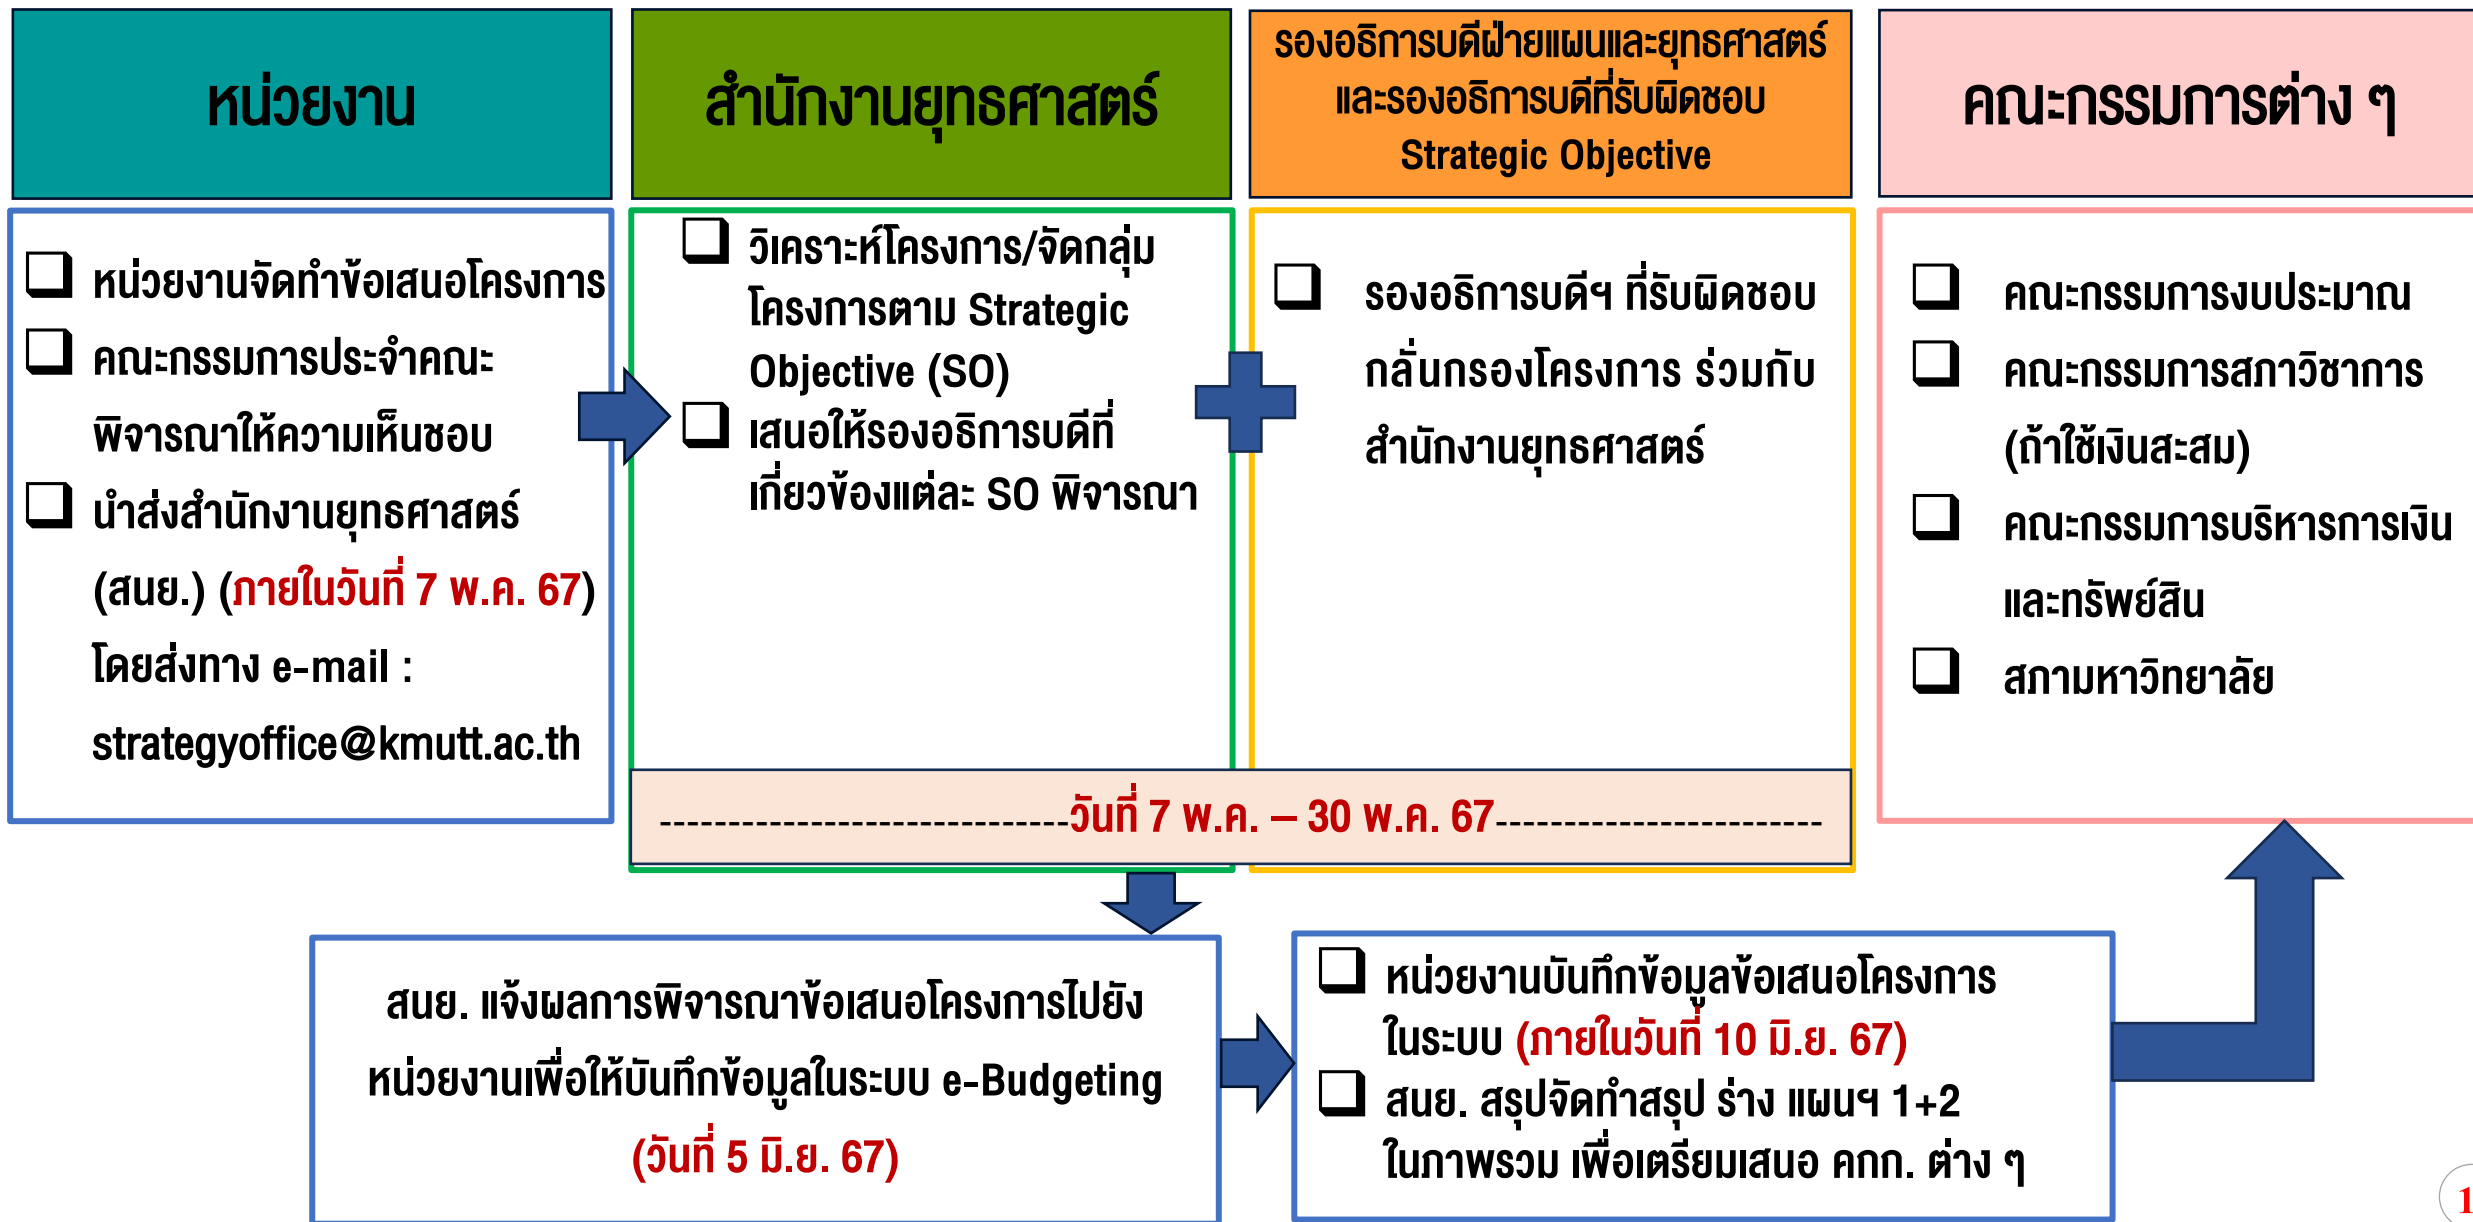 หน่วยงาน
สำนักงานยุทธศาสตร์
รองอธิการบดีฝ่ายแผนและยุทธศาสตร์
และรองอธิการบดีที่รับผิดชอบ
Strategic Objective
คณะกรรมการต่าง ๆ
หน่วยงานจัดทำข้อเสนอโครงการ
คณะกรรมการประจำคณะ
พิจารณาให้ความเห็นชอบ
นำส่งสำนักงานยุทธศาสตร์
(สนย.) (ภายในวันที่ 7 พ.ค. 67)
โดยส่งทาง e-mail :
strategyoffice@kmutt.ac.th
วิเคราะห์โครงการ/จัดกลุ่ม
โครงการตาม Strategic
Objective (SO)
เสนอให้รองอธิการบดีที่
เกี่ยวข้องแต่ละ SO พิจารณา
รองอธิการบดีฯ ที่รับผิดชอบ
กลั่นกรองโครงการ ร่วมกับ
สำนักงานยุทธศาสตร์
คณะกรรมการงบประมาณ
คณะกรรมการสภาวิชาการ
(ถ้าใช้เงินสะสม)
คณะกรรมการบริหารการเงิน
และทรัพย์สิน
สภามหาวิทยาลัย
------------------------------วันที่ 7 พ.ค. – 30 พ.ค. 67------------------------
สนย. แจ้งผลการพิจารณาข้อเสนอโครงการไปยัง
หน่วยงานเพื่อให้บันทึกข้อมูลในระบบ e-Budgeting
(วันที่ 5 มิ.ย. 67)
หน่วยงานบันทึกข้อมูลข้อเสนอโครงการ
ในระบบ (ภายในวันที่ 10 มิ.ย. 67)
สนย. สรุปจัดทำสรุป ร่าง แผนฯ 1+2
ในภาพรวม เพื่อเตรียมเสนอ คกก. ต่าง ๆ